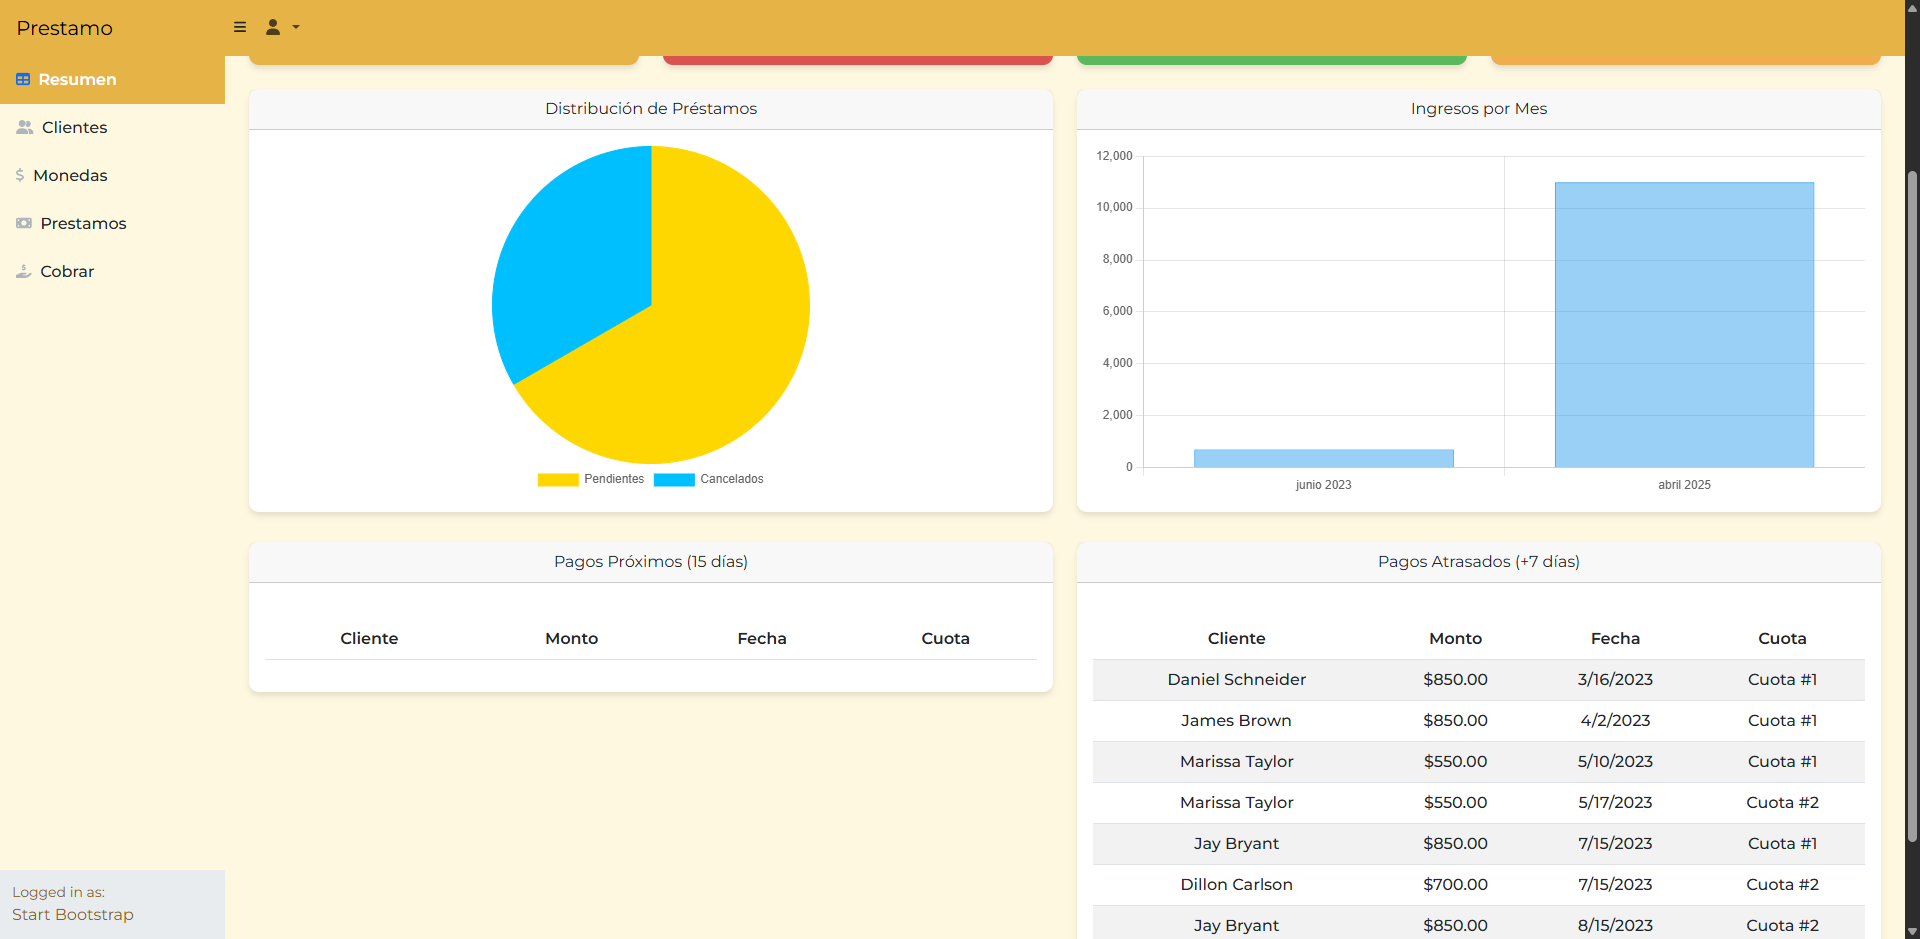 Prestamo
Resumen
Clientes
Monedas
Prestamos
Cobrar
Logged in as:
Start Bootstrap
Distribución de Préstamos
Pendientes Cancelados
Ingresos por Mes
12,000
10,000
8,000
6,000
4,000
2,000
0
junio 2023 abril 2025
Pagos Próximos (15 días)
Cliente Monto Fecha Cuota
Pagos Atrasados (+7 días)
Cliente Monto Fecha Cuota
Daniel Schneider $850.00 3/16/2023 Cuota #1
James Brown $850.00 4/2/2023 Cuota #1
Marissa Taylor $550.00 5/10/2023 Cuota #1
Marissa Taylor $550.00 5/17/2023 Cuota #2
Jay Bryant $850.00 7/15/2023 Cuota #1
Dillon Carlson $700.00 7/15/2023 Cuota #2
Jay Bryant $850.00 8/15/2023 Cuota #2